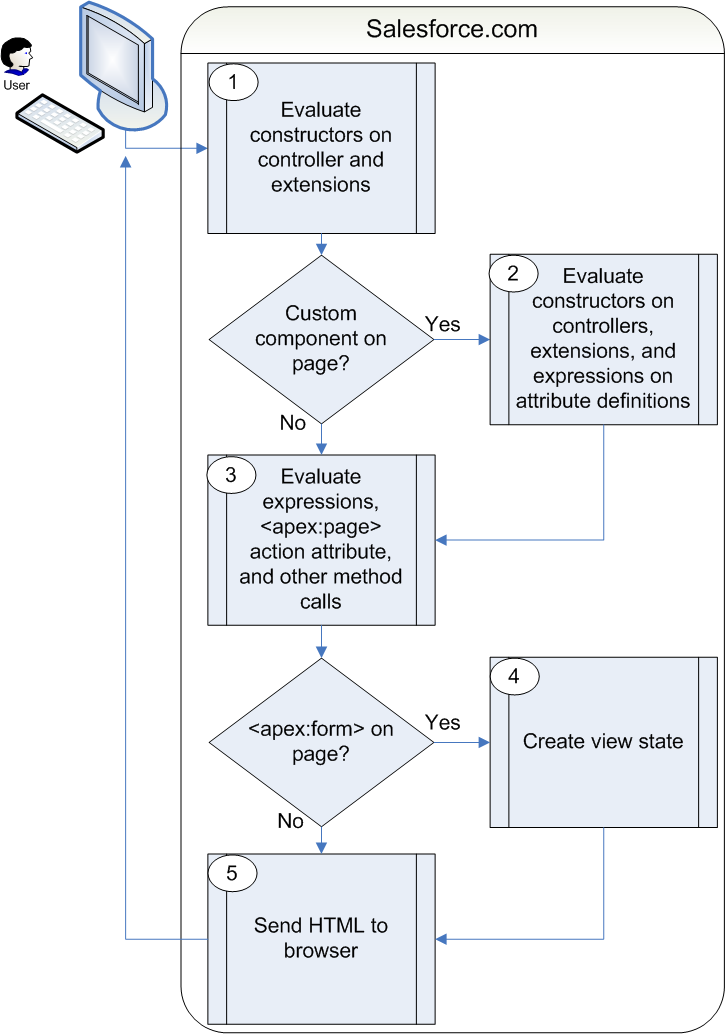 Salesforce.com
User
1
Evaluate
constructors on
controller and
extensions
Custom
component on
page?
Yes
2
Evaluate
constructors on
controllers,
extensions, and
expressions on
attribute definitions
No
3
Evaluate
expressions,
<apex:page>
action attribute,
and other method
calls
<apex:form> on
page?
Yes
4
Create view state
No
5
Send HTML to
browser